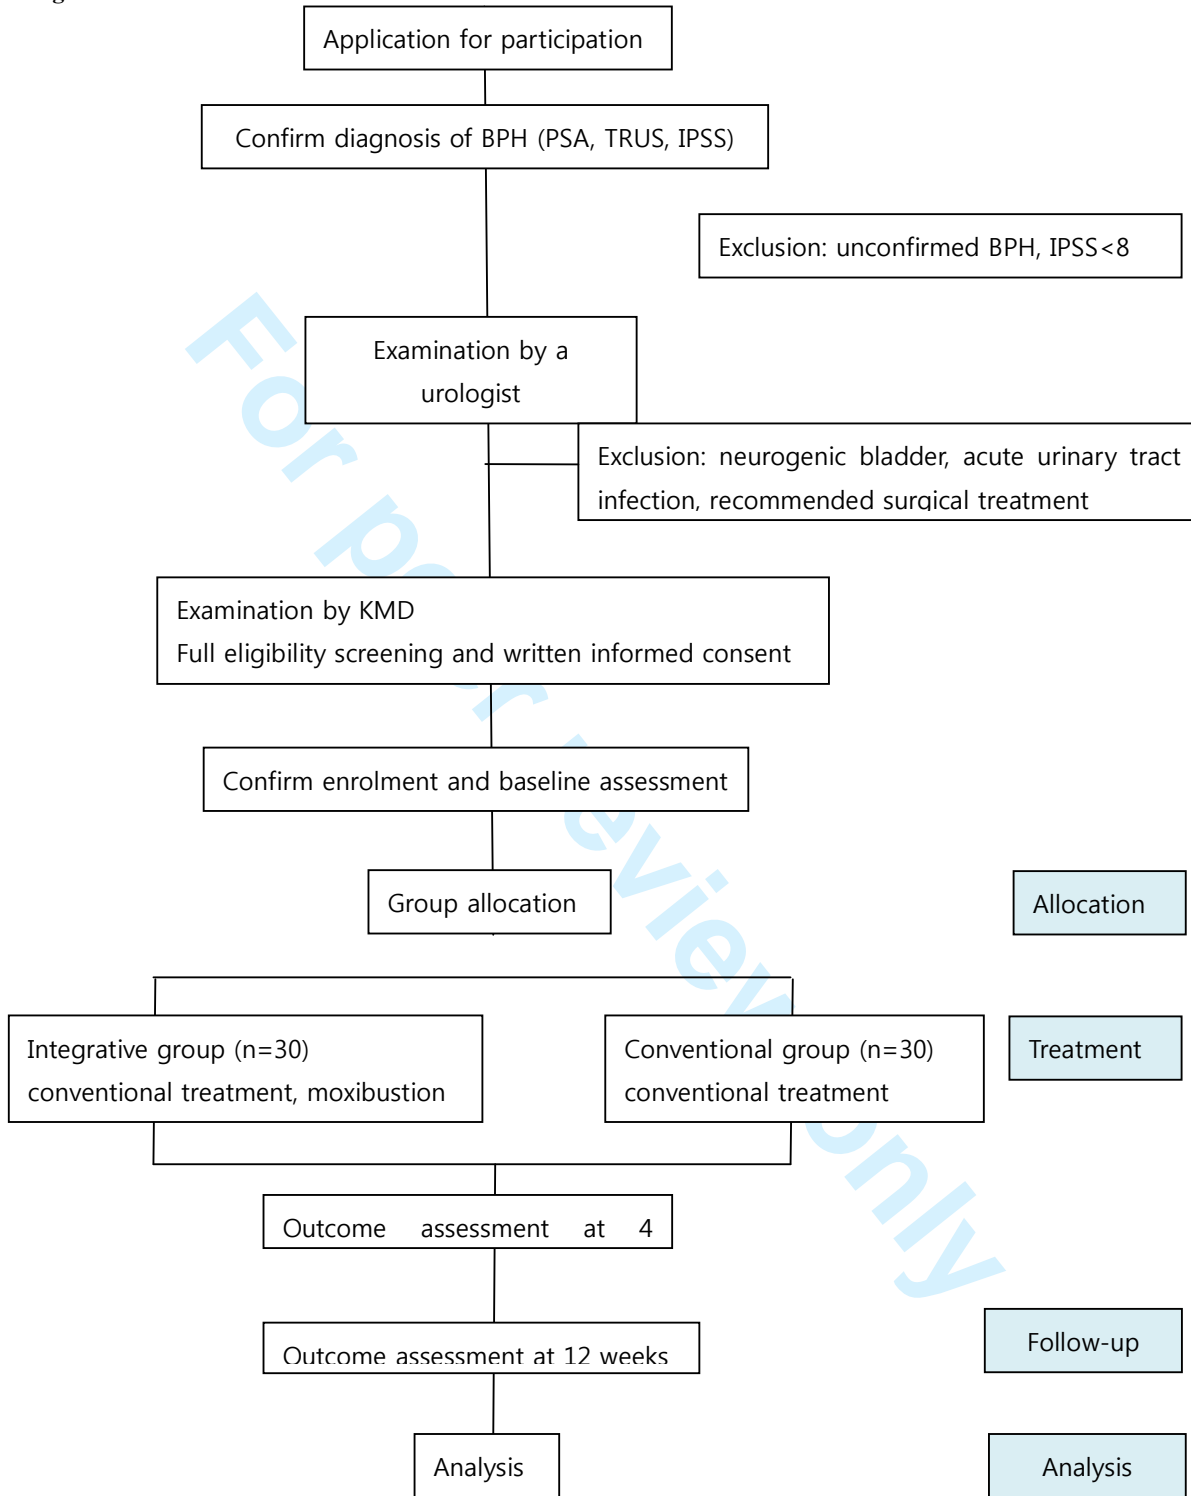 Application for participation
Confirm diagnosis of BPH (PSA, TRUS, IPSS)
Exclusion: unconfirmed BPH, IPSS<8
Examination by a
urologist
Exclusion: neurogenic bladder, acute urinary tract
infection, recommended surgical treatment
Examination by KMD
Full eligibility screening and written informed consent
Confirm enrolment and baseline assessment
Group allocation
Allocation
Integrative group (n=30)
conventional treatment, moxibustion
Conventional group (n=30)
conventional treatment
Treatment
Outcome assessment at 4
Outcome assessment at 12 weeks
Follow-up
Analysis
Analysis
For peer review only